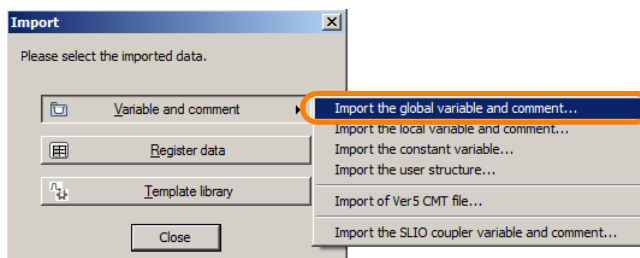 Import
Please select the imported data.
Variable and comment
Register data
Template library
Close
Import the global variable and comment...
Import the local variable and comment...
Import the constant variable...
Import the user structure...
Import of Ver5 CMT file...
Import the SLIO coupler variable and comment...